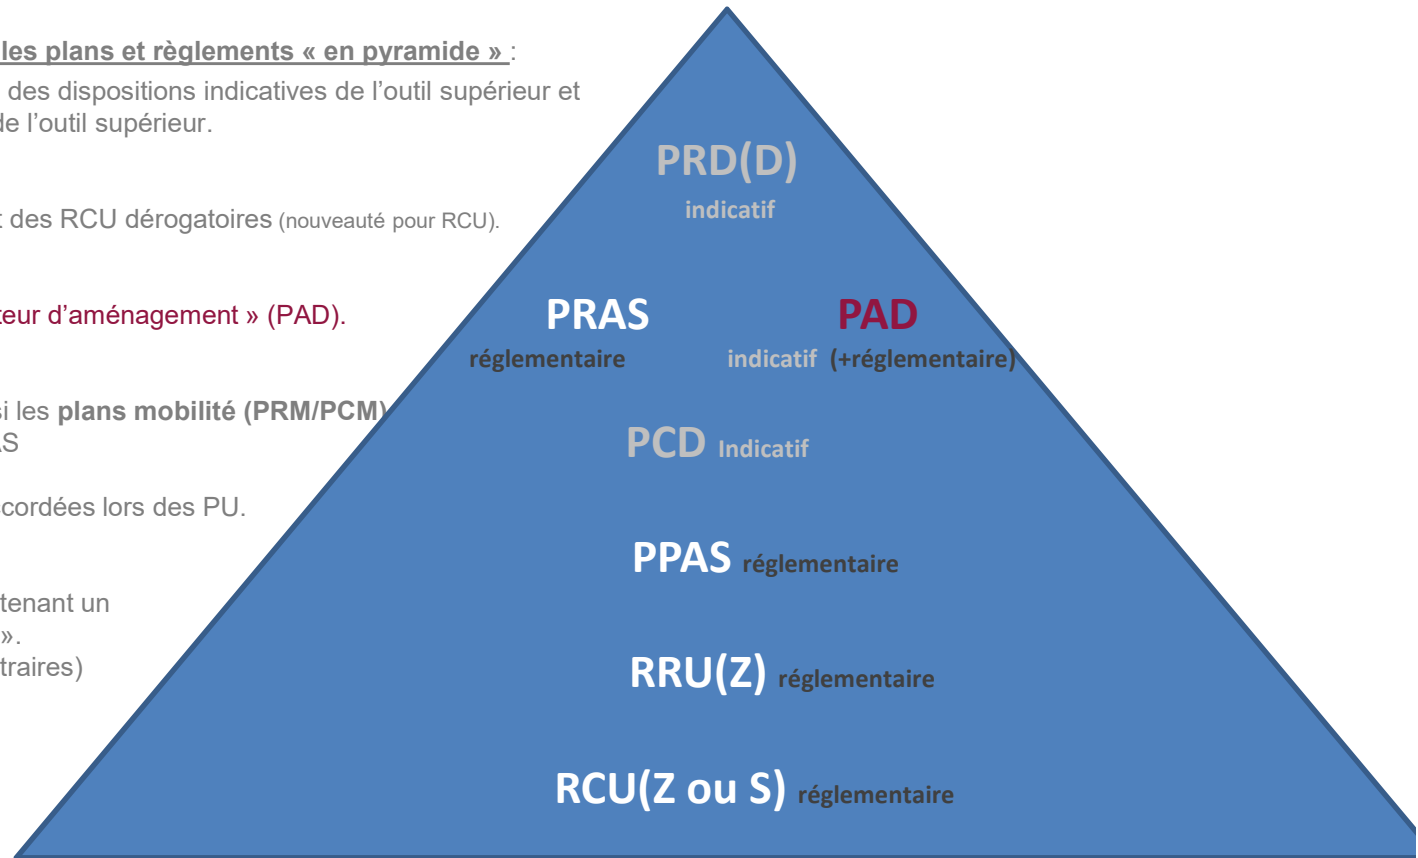 les plans et règlements « en pyramide » :
des dispositions indicatives de l'outil supérieur et
de l'outil supérieur.
t des RCU dérogatoires (nouveauté pour RCU).
teur d'aménagement » (PAD).
si les plans mobilité (PRM/PCM)
AS
cordées lors des PU.
tenant un
».
traires)
PRD(D)
indicatif
PRAS
réglementaire
PAD
indicatif (+réglementaire)
PCD Indicatif
PPAS réglementaire
RRU(Z) réglementaire
RCU(Z ou S) réglementaire